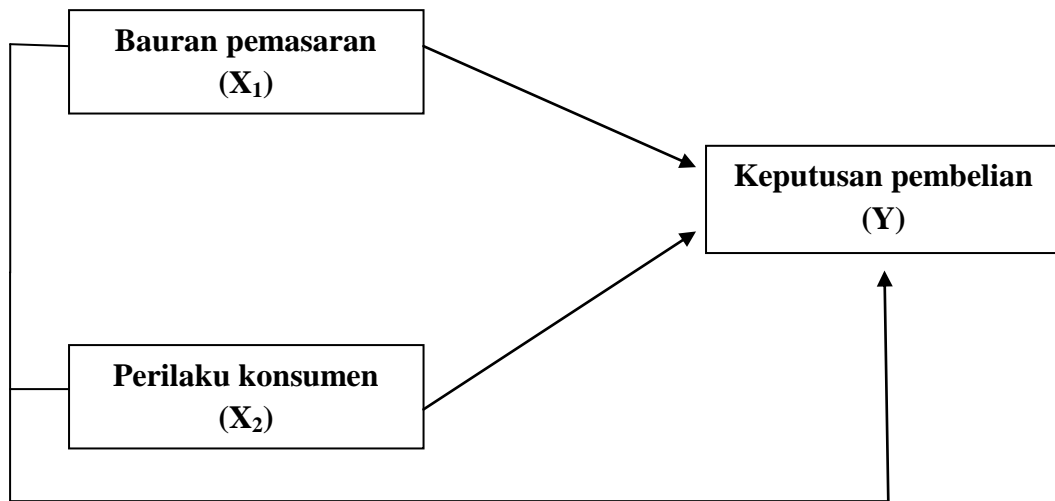 Bauran pemasaran
(X₁)
Keputusan pembelian
(Y)
Perilaku konsumen
(X₂)